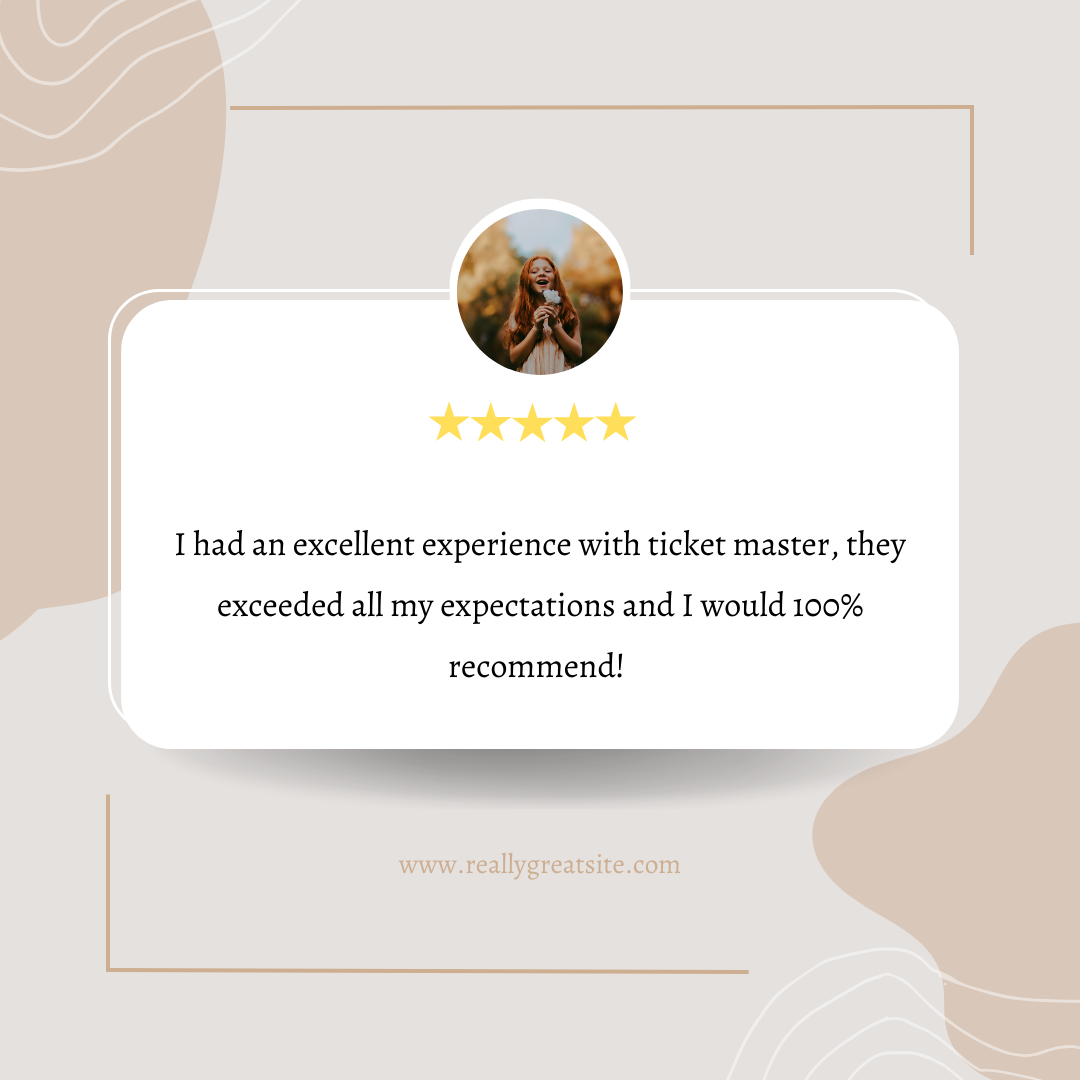 I had an excellent experience with ticket master, they
exceeded all my expectations and I would 100%
recommend!
www.reallygreatsite.com